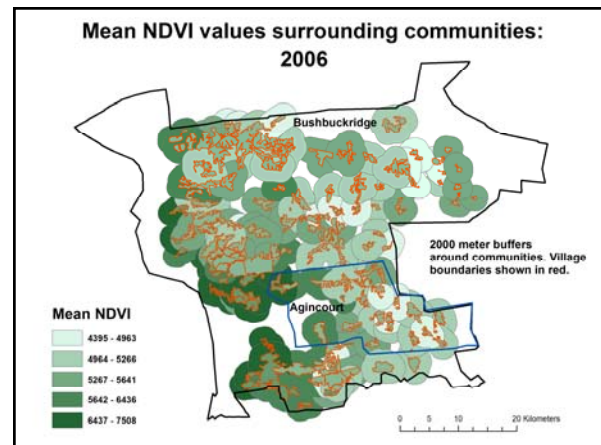 Mean NDVI values surrounding communities:
2006
Bushbuckridge
2000 meter buffers
around communities. Village
boundaries shown in red.
Agincourt
Mean NDVI
4395 - 4963
4964 - 5266
5267 - 5641
5642 - 6436
6437 - 7508
0 5 10 20 Kilometers